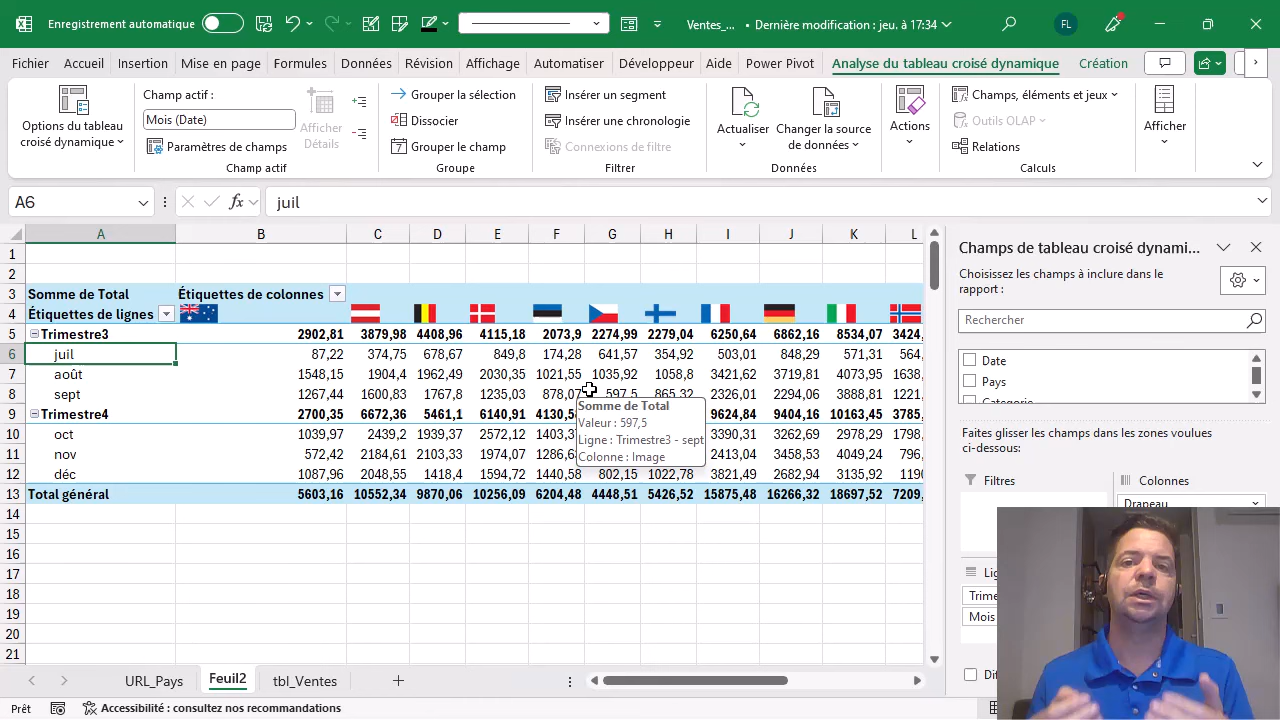 Enregistrement automatique
Ventes_... • Dernière modification : jeu. à 17:34
FL
Fichier Accueil Insertion Mise en page Formules Données Révision Affichage Automatiser Développeur Aide Power Pivot Analyse du tableau croisé dynamique Création
Options du tableau croisé dynamique
Champ actif :
Mois (Date)
Paramètres de champs
Afficher Détails
Champ actif
Grouper la sélection
Dissocier
Grouper le champ
Groupe
Insérer un segment
Insérer une chronologie
Connexions de filtre
Filtrer
Actualiser
Changer la source de données
Données
Actions
Champs, éléments et jeux
Outils OLAP
Relations
Calculs
Afficher
A6 fx juil
A B C D E F G H I J K L
1
2
3 Somme de Total Étiquettes de colonnes
4 Étiquettes de lignes
5 Trimestre3 2902,81 3879,98 4408,96 4115,18 2073,9 2274,99 2279,04 6250,64 6862,16 8534,07 3424,
6 juil 87,22 374,75 678,67 849,8 174,28 641,57 354,92 503,01 848,29 571,31 564,
7 août 1548,15 1904,4 1962,49 2030,35 1021,55 1035,92 1058,8 3421,62 3719,81 4073,95 1638,
8 sept 1267,44 1600,83 1767,8 1235,03 878,07 597,5 865,32 2326,01 2294,06 3888,81 1221,
9 Trimestre4 2700,35 6672,36 5461,1 6140,91 4130,58 9624,84 9404,16 10163,45 3785,
10 oct 1039,97 2439,2 1939,37 2572,12 1403,3 3390,31 3262,69 2978,29 1798,
11 nov 572,42 2184,61 2103,33 1974,07 1286,6 2413,04 3458,53 4049,24 796,
12 déc 1087,96 2048,55 1418,4 1594,72 1440,58 802,15 1022,78 3821,49 2682,94 3135,92 1190
13 Total général 5603,16 10552,34 9870,06 10256,09 6204,48 4448,51 5426,52 15875,48 16266,32 18697,52 7209,
14
15
16
17
18
19
20
21
Somme de Total
Valeur : 597,5
Ligne : Trimestre3 - sept
Colonne : Image
Champs de tableau croisé dynami...
Choisissez les champs à inclure dans le
rapport :
Rechercher
Date
Pays
Faites glisser les champs dans les zones voulues
ci-dessous:
Filtres
Colonnes
Drapeau
Lig
Trime
Mois
Di
URL_Pays Feuil2 tbl_Ventes
Prêt Accessibilité : consultez nos recommandations